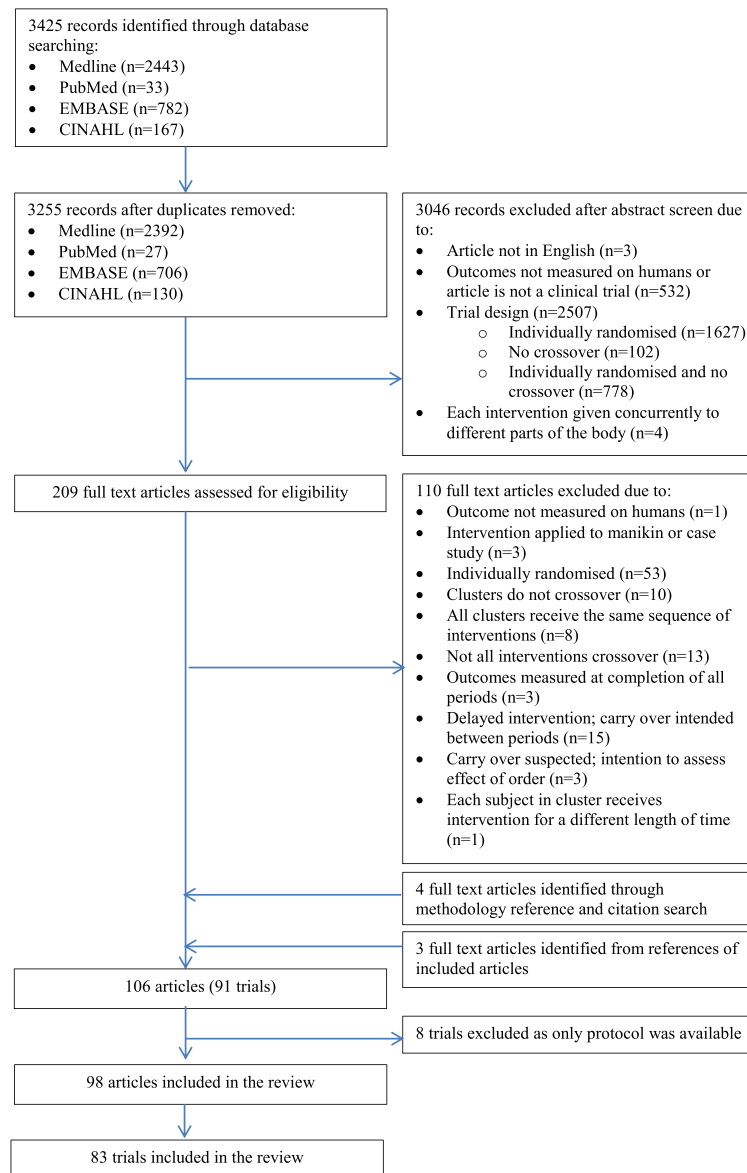 3425 records identified through database
searching:
• Medline (n=2443)
• PubMed (n=33)
• EMBASE (n=782)
• CINAHL (n=167)
3255 records after duplicates removed:
• Medline (n=2392)
• PubMed (n=27)
• EMBASE (n=706)
• CINAHL (n=130)
3046 records excluded after abstract screen due
to:
• Article not in English (n=3)
• Outcomes not measured on humans or
article is not a clinical trial (n=532)
• Trial design (n=2507)
o Individually randomised (n=1627)
o No crossover (n=102)
o Individually randomised and no
crossover (n=778)
• Each intervention given concurrently to
different parts of the body (n=4)
209 full text articles assessed for eligibility
110 full text articles excluded due to:
• Outcome not measured on humans (n=1)
• Intervention applied to manikin or case
study (n=3)
• Individually randomised (n=53)
• Clusters do not crossover (n=10)
• All clusters receive the same sequence of
interventions (n=8)
• Not all interventions crossover (n=13)
• Outcomes measured at completion of all
periods (n=3)
• Delayed intervention; carry over intended
between periods (n=15)
• Carry over suspected; intention to assess
effect of order (n=3)
• Each subject in cluster receives
intervention for a different length of time
(n=1)
4 full text articles identified through
methodology reference and citation search
3 full text articles identified from references of
included articles
106 articles (91 trials)
8 trials excluded as only protocol was available
98 articles included in the review
83 trials included in the review